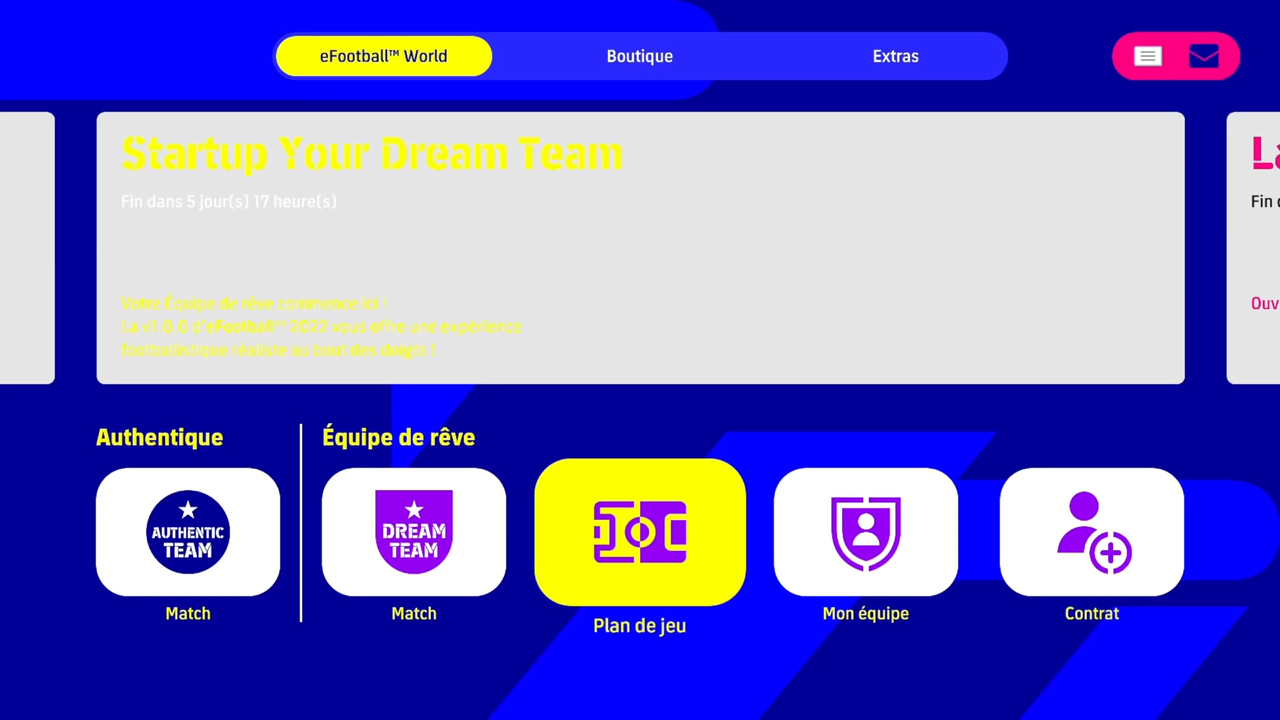 eFootball™ World
Boutique
Extras
Startup Your Dream Team
Fin dans 5 jour(s) 17 heure(s)
Votre Équipe de rêve commence ici !
La v1.0.0 d'eFootball™ 2022 vous offre une expérience
footballistique réaliste au bout des doigts !
La
Fin d
Ouv
Authentique
Équipe de rêve
AUTHENTIC
TEAM
DREAM
TEAM
Match
Match
Plan de jeu
Mon équipe
Contrat